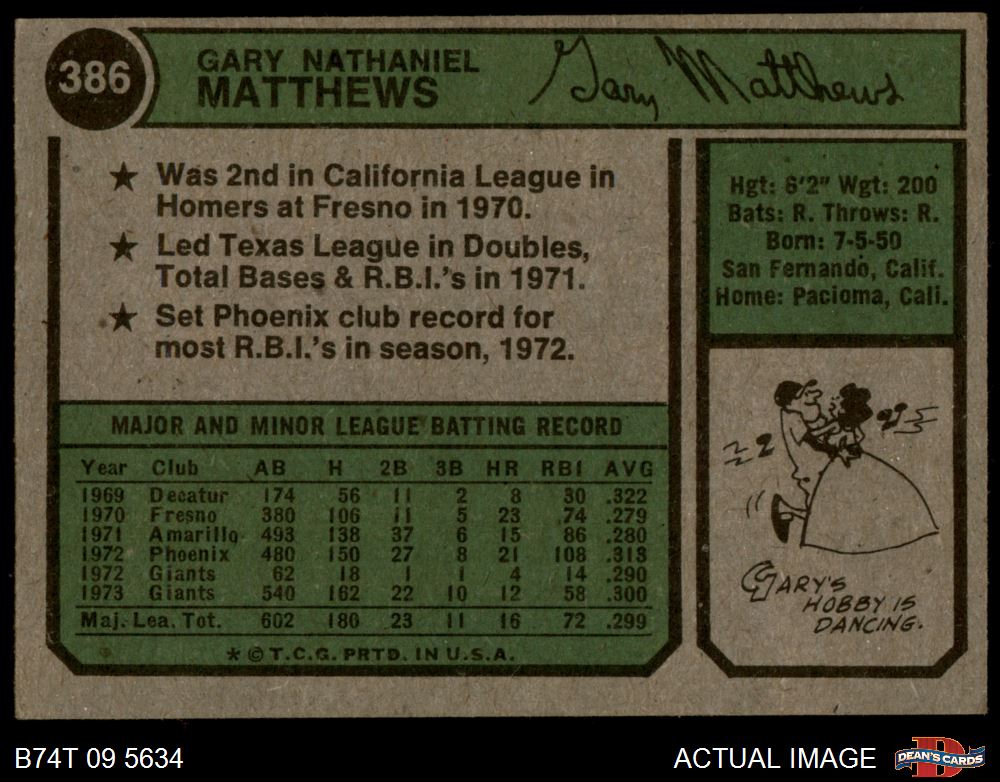 386
GARY NATHANIEL
MATTHEWS
Gary Matthews
★ Was 2nd in California League in
Homers at Fresno in 1970.
★ Led Texas League in Doubles,
Total Bases & R.B.I.'s in 1971.
★ Set Phoenix club record for
most R.B.I.'s in season, 1972.
Hgt: 6'2" Wgt: 200
Bats: R. Throws: R.
Born: 7-5-50
San Fernando, Calif.
Home: Pacioma, Cali.
MAJOR AND MINOR LEAGUE BATTING RECORD
Year Club AB H 2B 3B HR RBI AVG
1969 Decatur 174 56 11 2 8 30 .322
1970 Fresno 380 106 11 5 23 74 .279
1971 Amarillo 493 138 37 6 15 86 .280
1972 Phoenix 480 150 27 8 21 108 .313
1972 Giants 62 18 1 1 4 14 .290
1973 Giants 540 162 22 10 12 58 .300
Maj. Lea. Tot. 602 180 23 11 16 72 .299
* © T.C.G. PRTD. IN U.S.A.
GARY'S
HOBBY IS
DANCING.
B74T 09 5634
ACTUAL IMAGE
D
DEAN'S CARDS